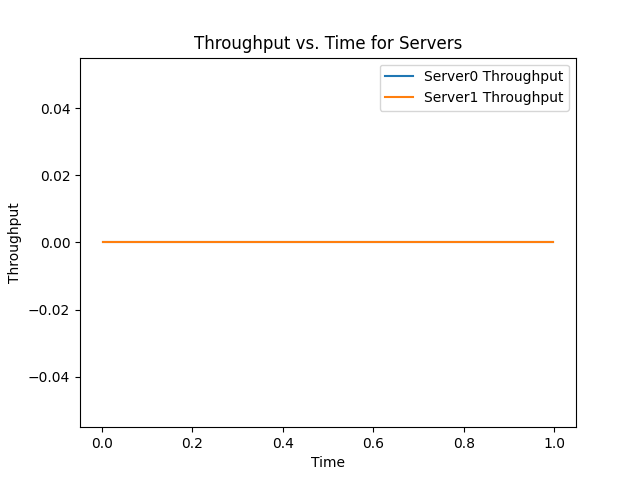 Throughput vs. Time for Servers
Server0 Throughput
Server1 Throughput
0.04
0.02
0.00
−0.02
−0.04
Throughput
0.0 0.2 0.4 0.6 0.8 1.0
Time